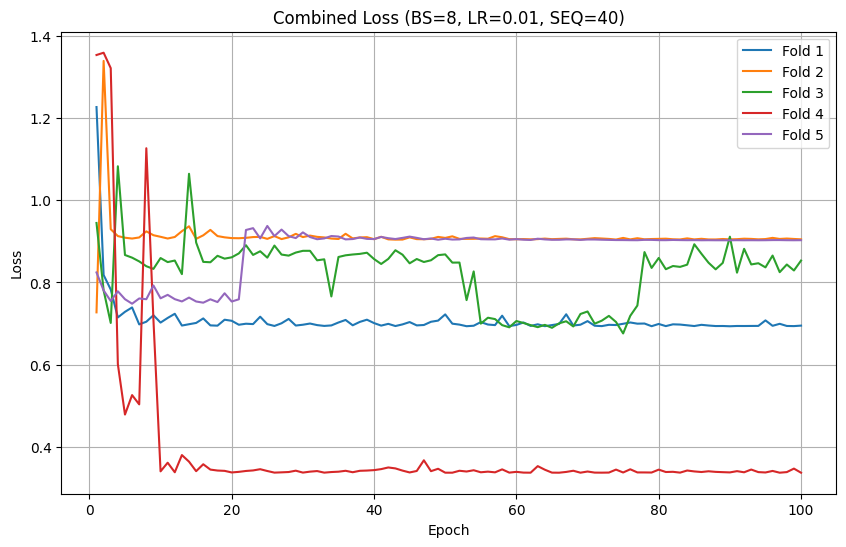 Combined Loss (BS=8, LR=0.01, SEQ=40)
1.4
1.2
1.0
0.8
0.6
0.4
Loss
Fold 1
Fold 2
Fold 3
Fold 4
Fold 5
0 20 40 60 80 100
Epoch